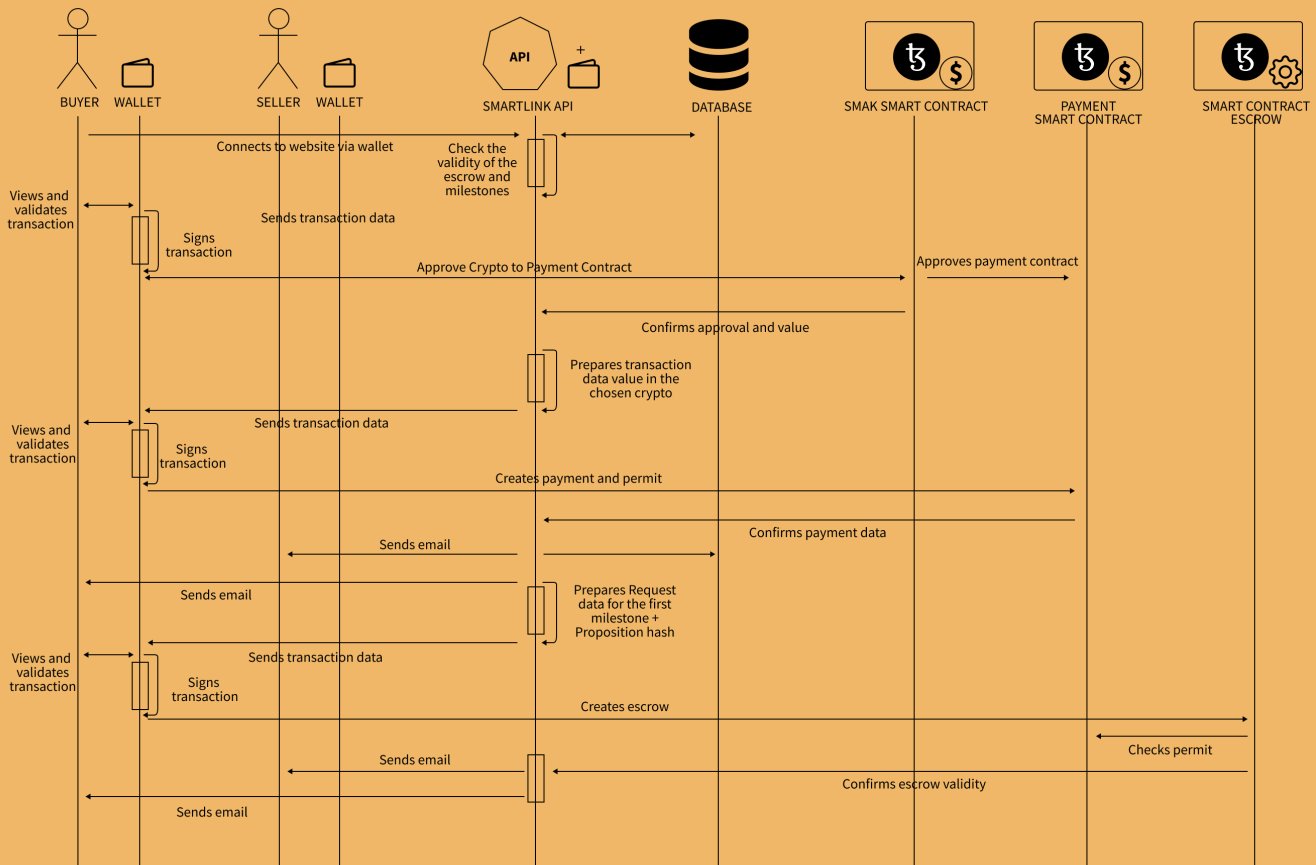 API
+
$
$
BUYER
WALLET
SELLER
WALLET
SMARTLINK API
DATABASE
SMAK SMART CONTRACT
PAYMENT
SMART CONTRACT
SMART CONTRACT
ESCROW
Connects to website via wallet
Check the
validity of the
escrow and
milestones
Views and
validates
transaction
Sends transaction data
Signs
transaction
Approve Crypto to Payment Contract
Approves payment contract
Confirms approval and value
Prepares transaction
data value in the
chosen crypto
Sends transaction data
Views and
validates
transaction
Signs
transaction
Creates payment and permit
Confirms payment data
Sends email
Sends email
Prepares Request
data for the first
milestone +
Proposition hash
Sends transaction data
Views and
validates
transaction
Signs
transaction
Creates escrow
Checks permit
Sends email
Confirms escrow validity
Sends email